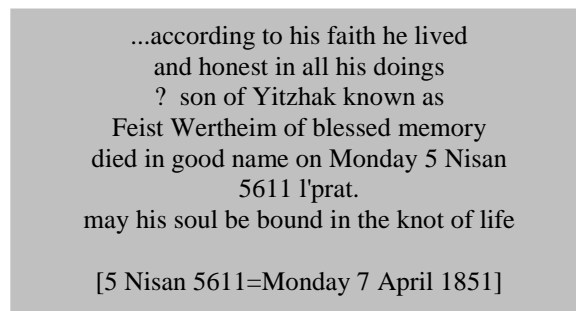 ...according to his faith he lived
and honest in all his doings
? son of Yitzhak known as
Feist Wertheim of blessed memory
died in good name on Monday 5 Nisan
5611 l'prat.
may his soul be bound in the knot of life
[5 Nisan 5611=Monday 7 April 1851]